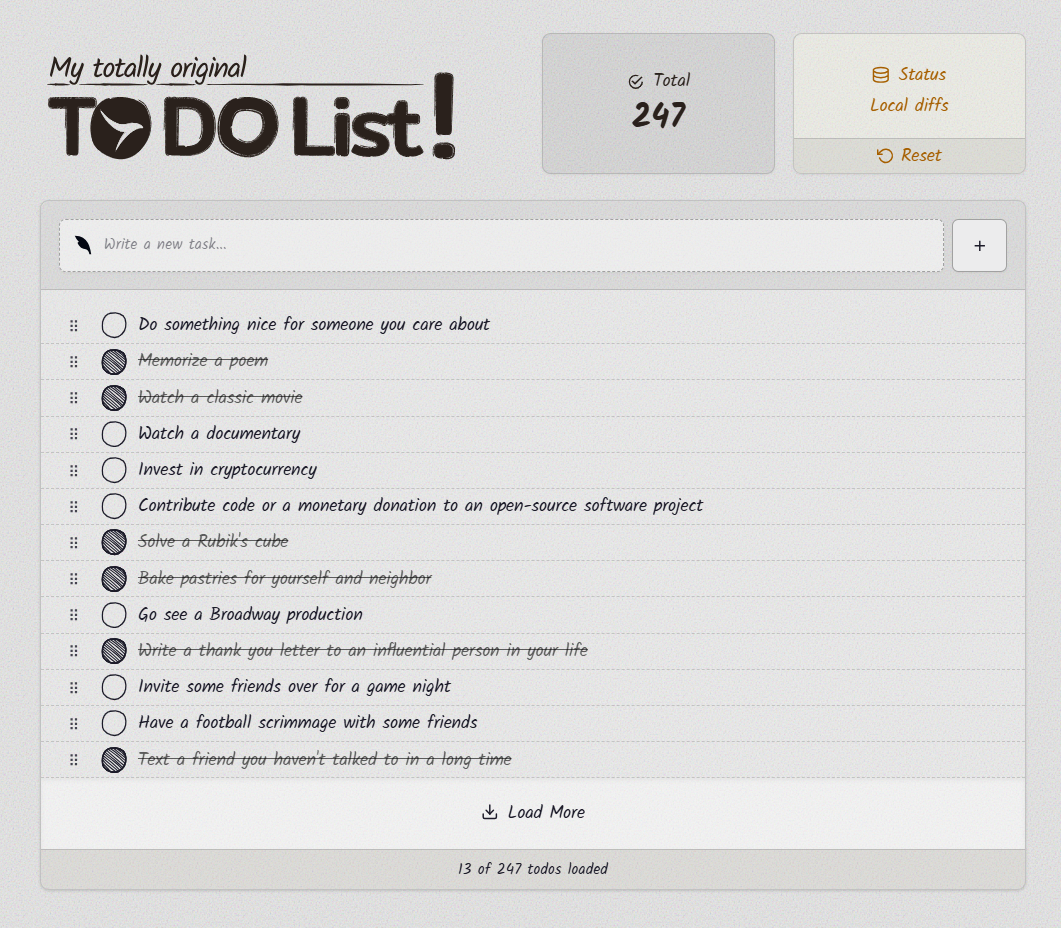 My totally original
TODO List!
Total
247
Status
Local diffs
Reset
Write a new task...
+
Do something nice for someone you care about
Memorize a poem
Watch a classic movie
Watch a documentary
Invest in cryptocurrency
Contribute code or a monetary donation to an open-source software project
Solve a Rubik's cube
Bake pastries for yourself and neighbor
Go see a Broadway production
Write a thank you letter to an influential person in your life
Invite some friends over for a game night
Have a football scrimmage with some friends
Text a friend you haven't talked to in a long time
Load More
13 of 247 todos loaded